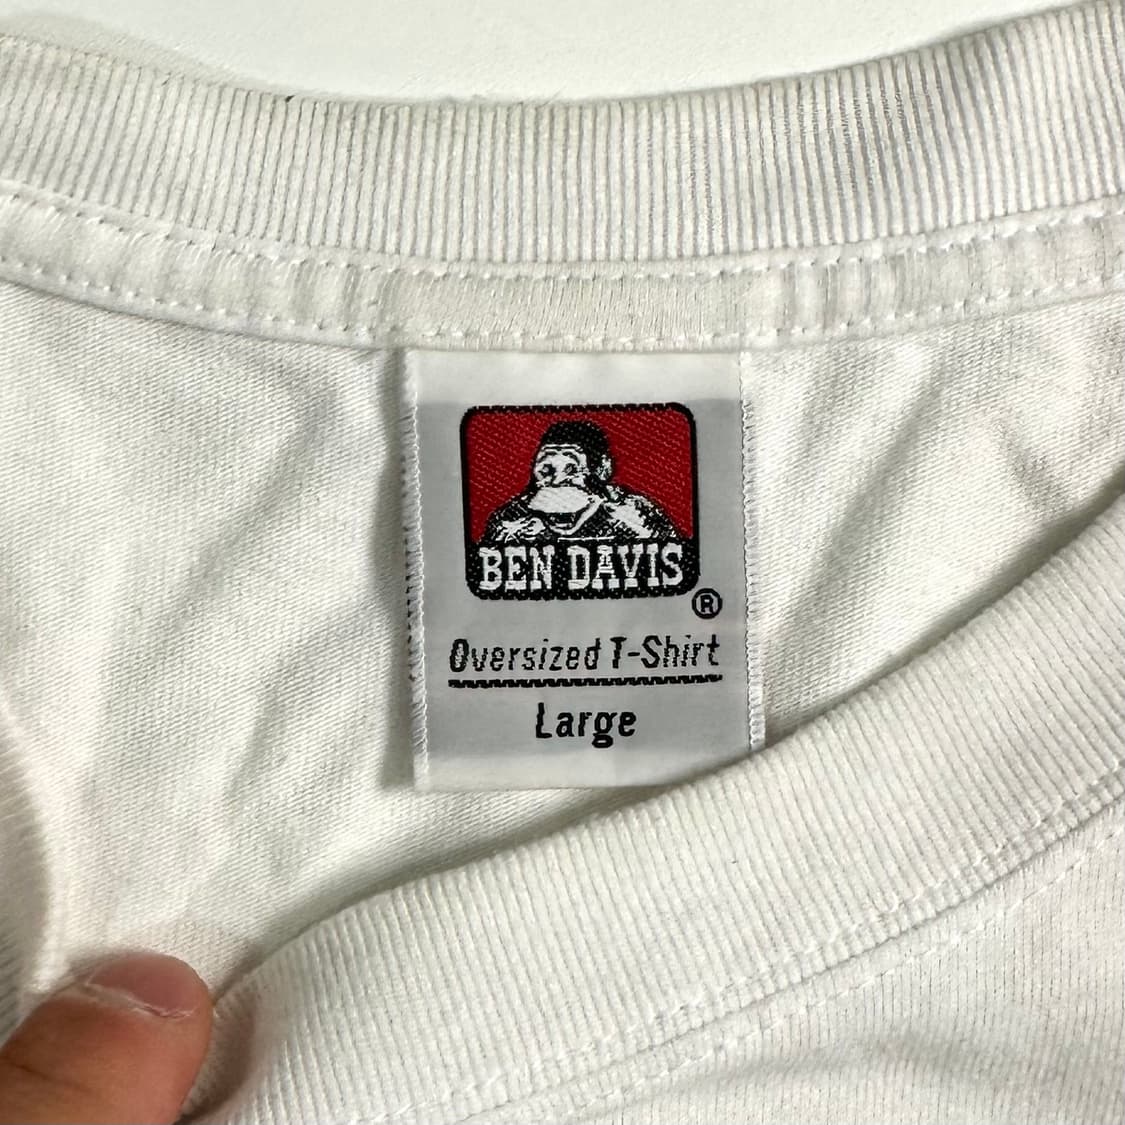 BEN DAVIS
®
Oversized T-Shirt
Large